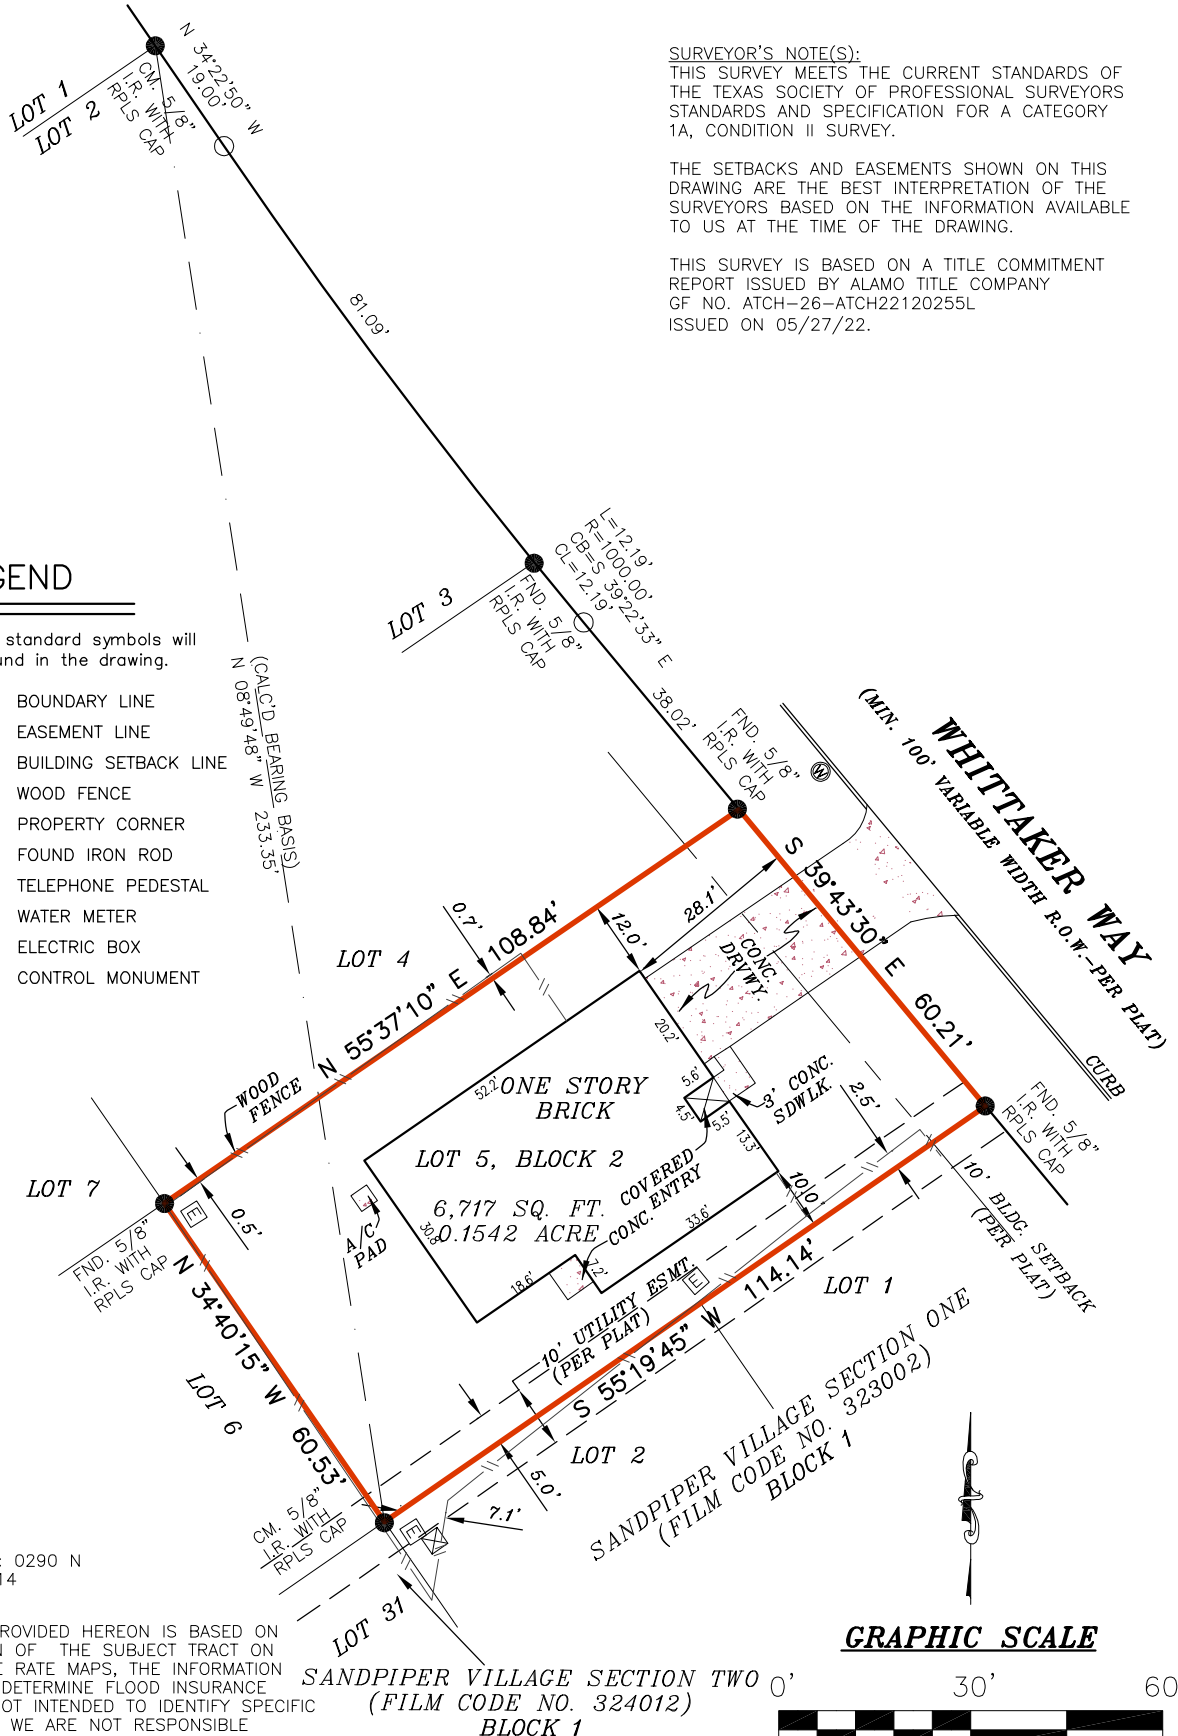 SURVEYOR'S NOTE(S):
THIS SURVEY MEETS THE CURRENT STANDARDS OF
THE TEXAS SOCIETY OF PROFESSIONAL SURVEYORS
STANDARDS AND SPECIFICATION FOR A CATEGORY
1A, CONDITION II SURVEY.
THE SETBACKS AND EASEMENTS SHOWN ON THIS
DRAWING ARE THE BEST INTERPRETATION OF THE
SURVEYORS BASED ON THE INFORMATION AVAILABLE
TO US AT THE TIME OF THE DRAWING.
THIS SURVEY IS BASED ON A TITLE COMMITMENT
REPORT ISSUED BY ALAMO TITLE COMPANY
GF NO. ATCH-26-ATCH22120255L
ISSUED ON 05/27/22.
LOT 1
LOT 2
CM. 5/8"
I.R. WITH
RPLS CAP
N 34°22'50" W
19.00'
81.09'
LOT 3
FND. 5/8"
I.R. WITH
RPLS CAP
L=12.19'
R=1000.00'
CB=S 39°22'33" E
CL=12.19'
38.02'
GEND
standard symbols will
und in the drawing.
BOUNDARY LINE
EASEMENT LINE
BUILDING SETBACK LINE
WOOD FENCE
PROPERTY CORNER
FOUND IRON ROD
TELEPHONE PEDESTAL
WATER METER
ELECTRIC BOX
CONTROL MONUMENT
(CALC'D BEARING BASIS)
N 08°49'48" W 233.35'
FND. 5/8"
I.R. WITH
RPLS CAP
W
WHITTAKER WAY
(MIN. 100' VARIABLE WIDTH R.O.W.-PER PLAT)
CURB
S 39°43'30" E 60.21'
N 55°37'10" E 108.84'
LOT 4
0.7'
12.0'
28.1'
CONC.
DRVWY.
20.2'
5.6'
4.5'
5.5'
13.3'
3' CONC.
SDWLK.
2.5'
WOOD
FENCE
52.2'
ONE STORY
BRICK
LOT 5, BLOCK 2
6,717 SQ. FT.
0.1542 ACRE
COVERED
CONC. ENTRY
33.6'
10.0'
7.2'
18.6'
30.8'
A/C
PAD
0.5'
E
LOT 7
FND. 5/8"
I.R. WITH
RPLS CAP
N 34°40'15" W 60.53'
LOT 6
10' UTILITY ESMT.
(PER PLAT)
E
S 55°19'45" W 114.14'
LOT 1
10' BLDG. SETBACK
(PER PLAT)
FND. 5/8"
I.R. WITH
RPLS CAP
LOT 2
5.0'
7.1'
E
CM. 5/8"
I.R. WITH
RPLS CAP
LOT 31
SANDPIPER VILLAGE SECTION ONE
(FILM CODE NO. 323002)
BLOCK 1
SANDPIPER VILLAGE SECTION TWO
(FILM CODE NO. 324012)
BLOCK 1
: 0290 N
14
ROVIDED HEREON IS BASED ON
N OF THE SUBJECT TRACT ON
E RATE MAPS, THE INFORMATION
DETERMINE FLOOD INSURANCE
OT INTENDED TO IDENTIFY SPECIFIC
WE ARE NOT RESPONSIBLE
GRAPHIC SCALE
0' 30' 60